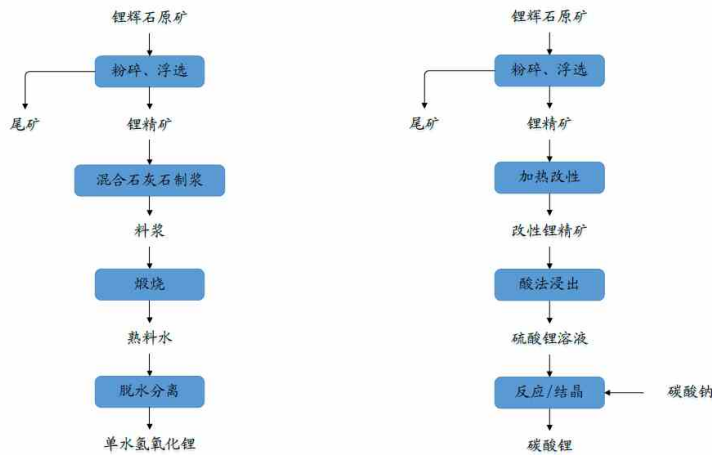 锂辉石原矿
粉碎、浮选
尾矿
锂精矿
混合石灰石制浆
料浆
煅烧
熟料水
脱水分离
单水氢氧化锂
锂辉石原矿
粉碎、浮选
尾矿
锂精矿
加热改性
改性锂精矿
酸法浸出
硫酸锂溶液
反应/结晶
碳酸钠
碳酸锂